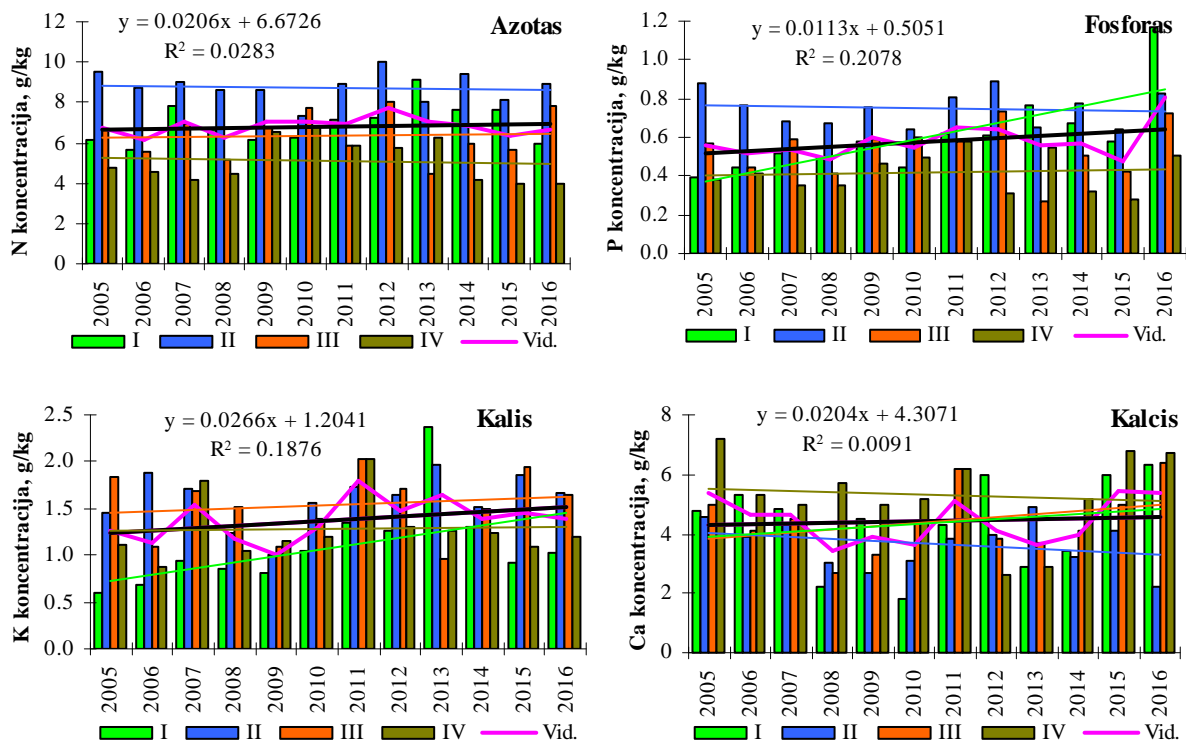 y = 0.0206x + 6.6726
R² = 0.0283
Azotas
N koncentracija, g/kg
12
10
8
6
4
2
0
2005 2006 2007 2008 2009 2010 2011 2012 2013 2014 2015 2016
I II III IV Vid.
y = 0.0113x + 0.5051
R² = 0.2078
Fosforas
P koncentracija, g/kg
1.2
1.0
0.8
0.6
0.4
0.2
0.0
2005 2006 2007 2008 2009 2010 2011 2012 2013 2014 2015 2016
I II III IV Vid.
y = 0.0266x + 1.2041
R² = 0.1876
Kalis
K koncentracija, g/kg
2.5
2.0
1.5
1.0
0.5
0.0
2005 2006 2007 2008 2009 2010 2011 2012 2013 2014 2015 2016
I II III IV Vid.
y = 0.0204x + 4.3071
R² = 0.0091
Kalcis
Ca koncentracija, g/kg
8
6
4
2
0
2005 2006 2007 2008 2009 2010 2011 2012 2013 2014 2015 2016
I II III IV Vid.